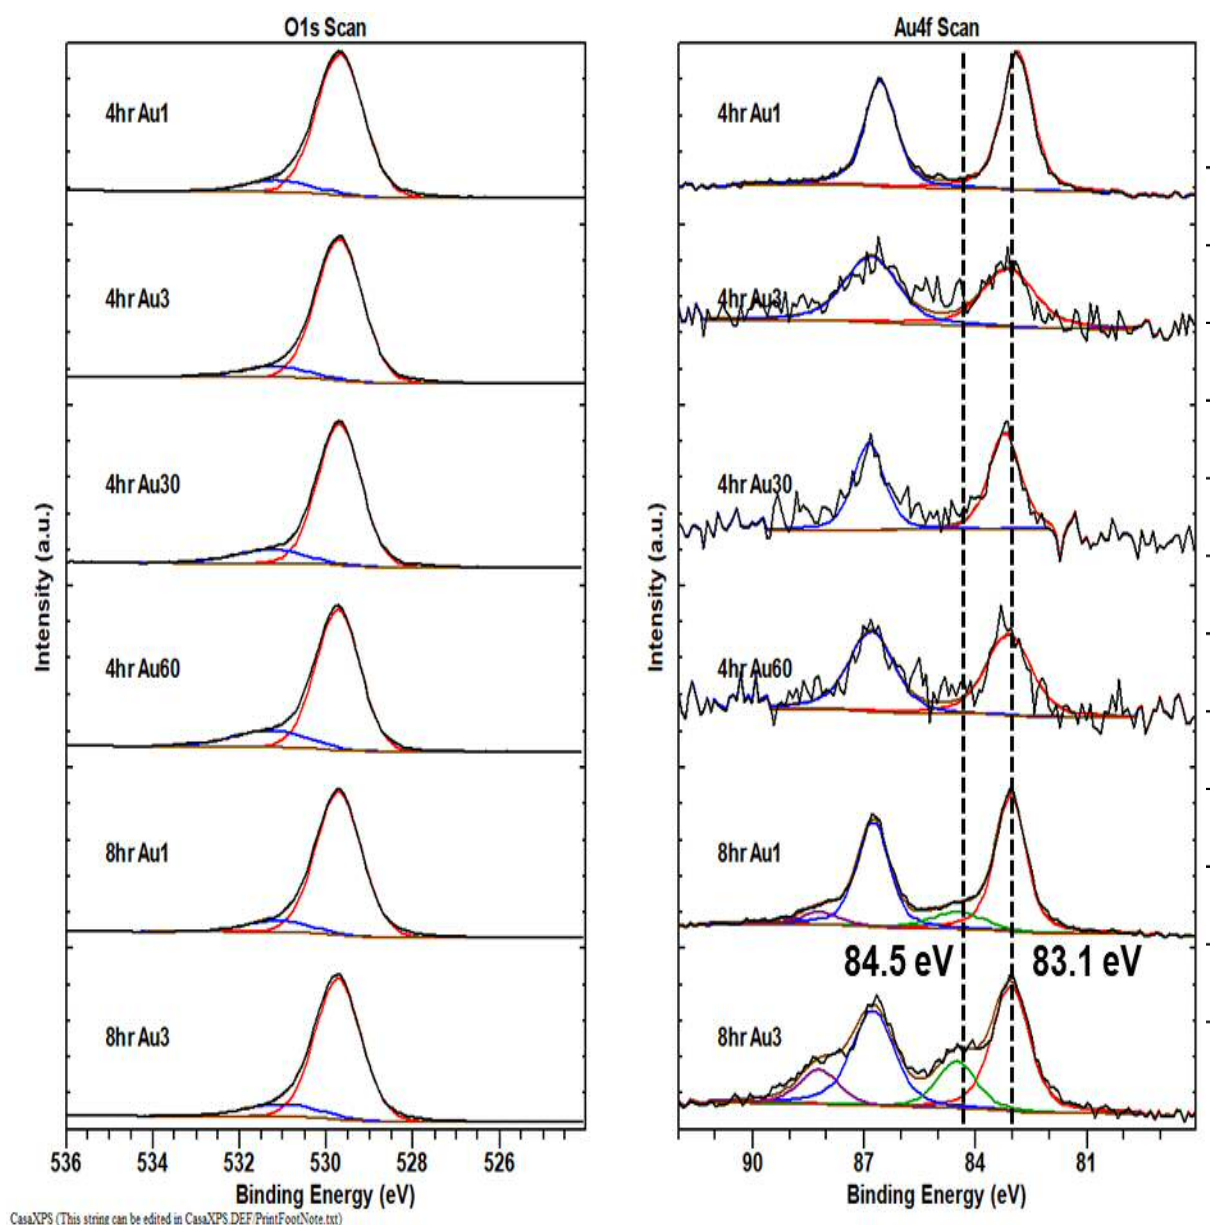 O1s Scan
4hr Au1
4hr Au3
4hr Au30
4hr Au60
8hr Au1
8hr Au3
Intensity (a.u.)
536 534 532 530 528 526
Binding Energy (eV)
Au4f Scan
4hr Au1
4hr Au3
4hr Au30
4hr Au60
8hr Au1
84.5 eV 83.1 eV
8hr Au3
Intensity (a.u.)
90 87 84 81
Binding Energy (eV)
CasaXPS (This string can be edited in CasaXPS.DEF/PrintFootNote.txt)